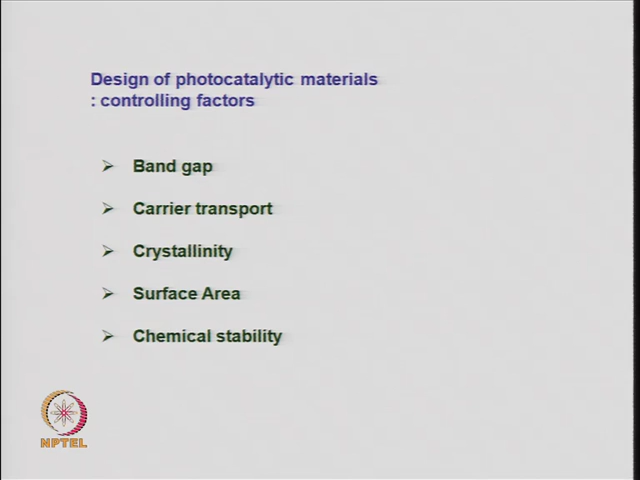 Design of photocatalytic materials
: controlling factors
Band gap
Carrier transport
Crystallinity
Surface Area
Chemical stability
NPTEL